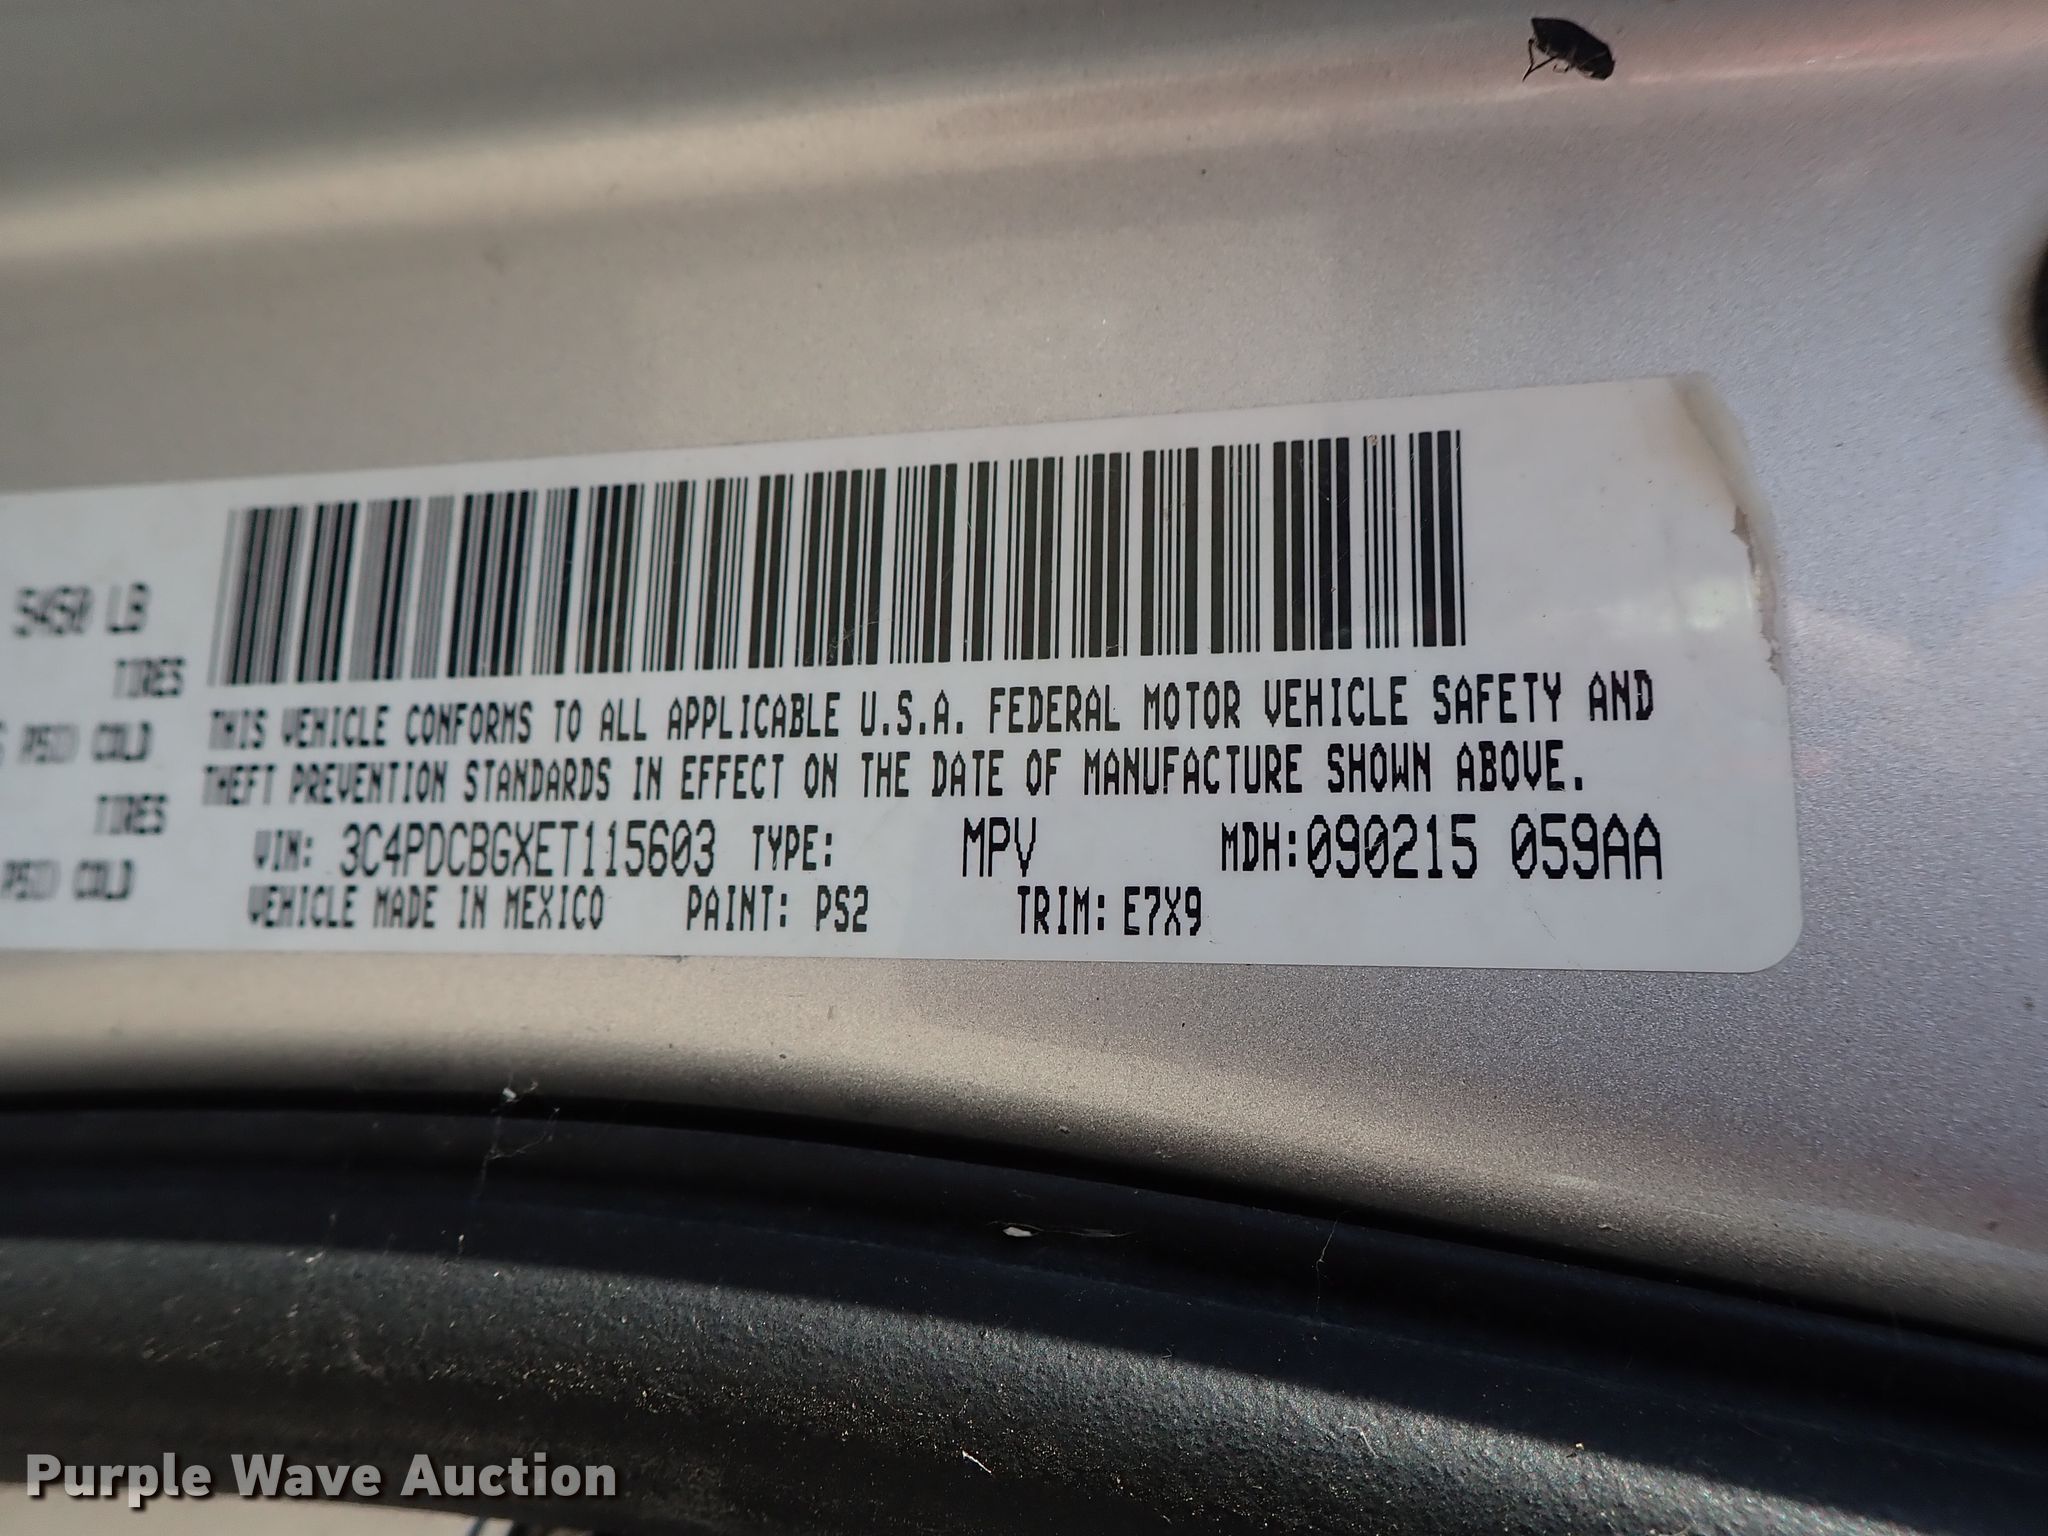 5450 LB
TIRES
PSI) COLD
TIRES
PSI) COLD
THIS VEHICLE CONFORMS TO ALL APPLICABLE U.S.A. FEDERAL MOTOR VEHICLE SAFETY AND
THEFT PREVENTION STANDARDS IN EFFECT ON THE DATE OF MANUFACTURE SHOWN ABOVE.
VIN: 3C4PDCBGXET115603 TYPE: MPV MDH:090215 059AA
VEHICLE MADE IN MEXICO PAINT: PS2 TRIM: E7X9
Purple Wave Auction